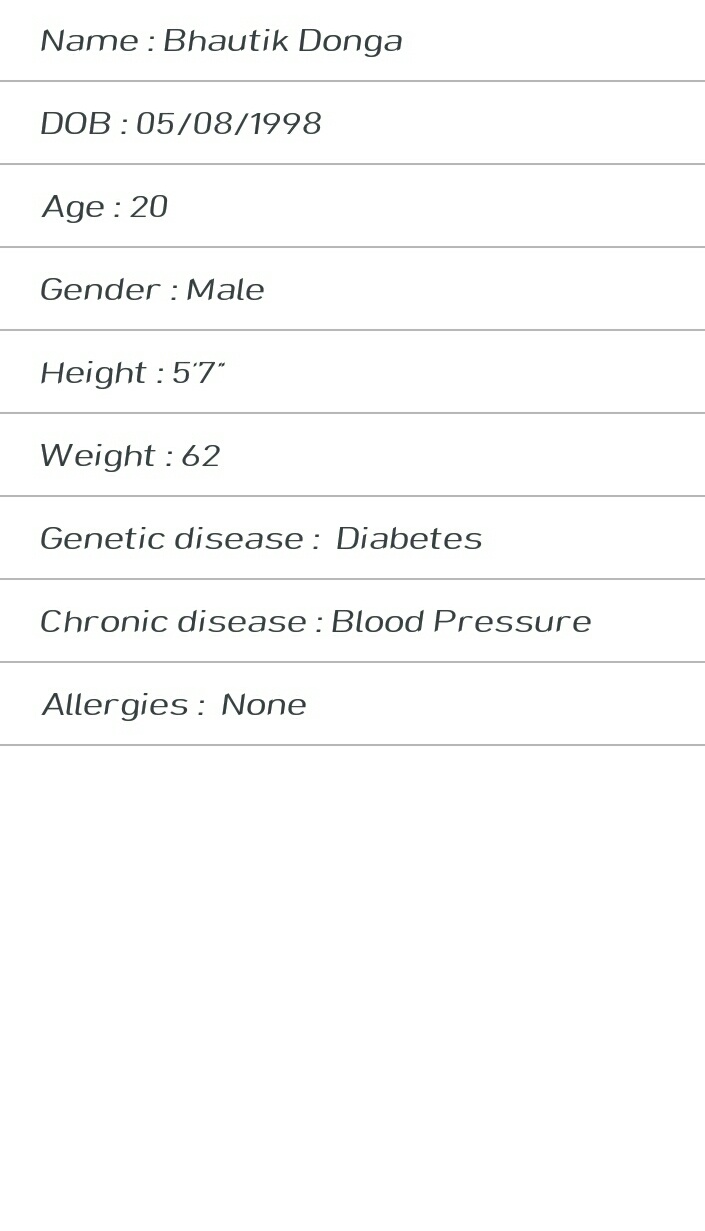 Name : Bhautik Donga
DOB : 05/08/1998
Age : 20
Gender : Male
Height : 5'7"
Weight : 62
Genetic disease :  Diabetes
Chronic disease : Blood Pressure
Allergies :  None